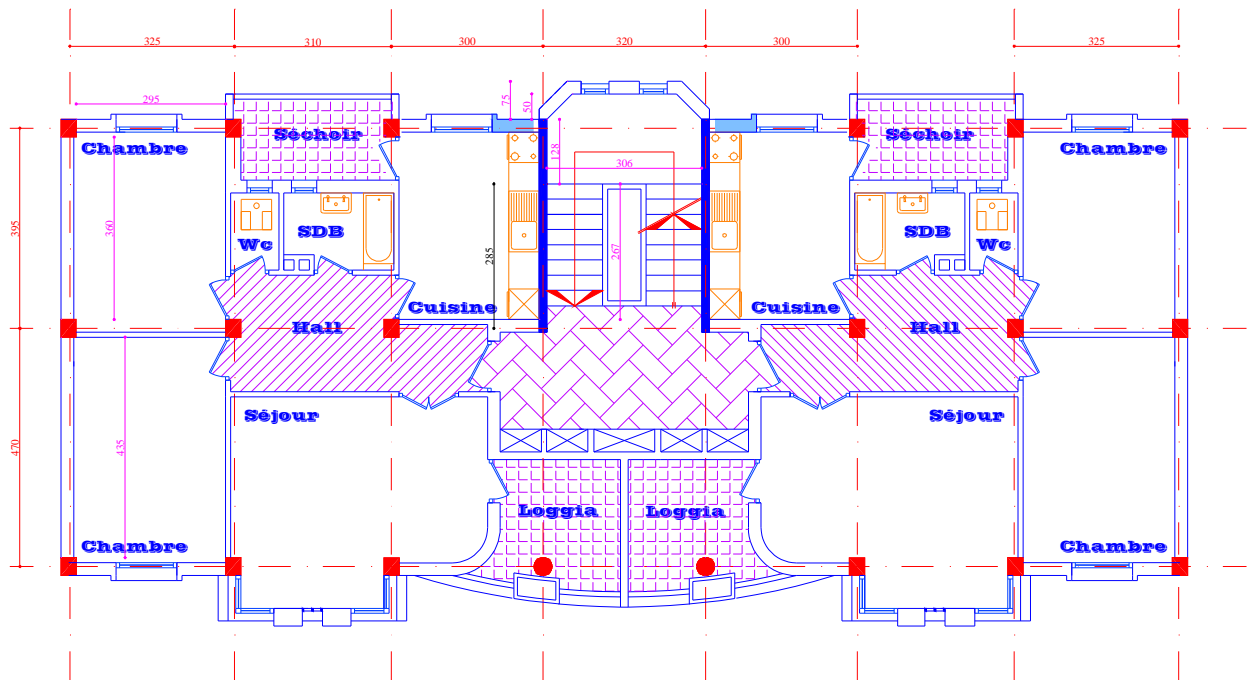 325 310 300 320 300 325
295
75
50
Séchoir Séchoir
Chambre Chambre
128
306
360
395
Wc SDB SDB Wc
285
267
Cuisine Cuisine
Hall Hall
Séjour Séjour
435
470
Loggia Loggia
Chambre Chambre